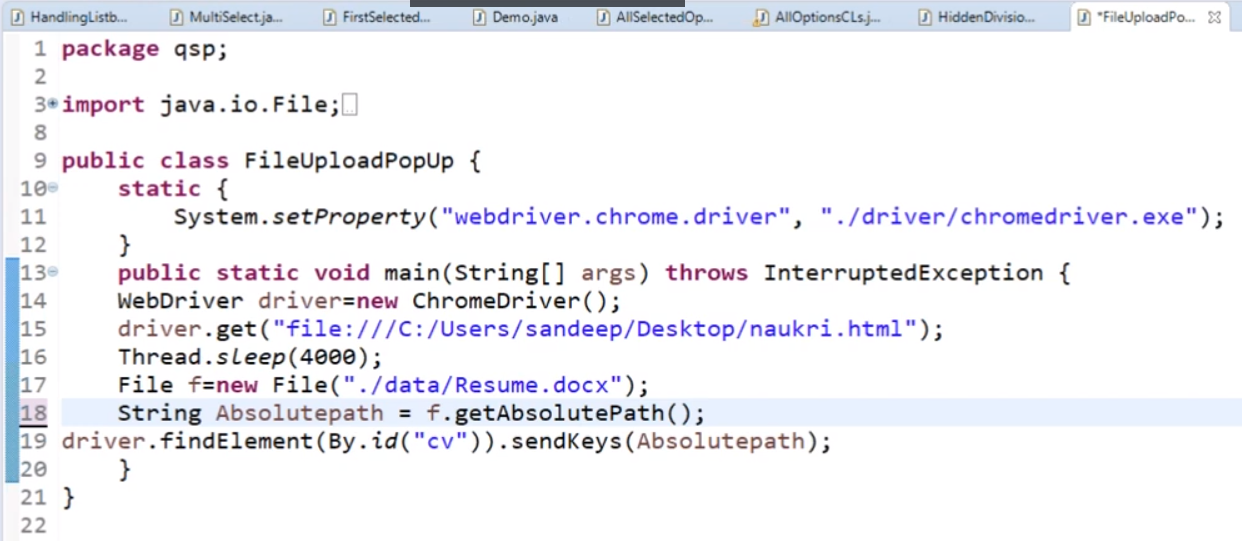 HandlingListb... MultiSelect.ja... FirstSelected... Demo.java AllSelectedOp... AllOptionsCLs.j... HiddenDivisio... *FileUploadPo...
1 package qsp;
2
3 import java.io.File;
8
9 public class FileUploadPopUp {
10 static {
11 System.setProperty("webdriver.chrome.driver", "./driver/chromedriver.exe");
12 }
13 public static void main(String[] args) throws InterruptedException {
14 WebDriver driver=new ChromeDriver();
15 driver.get("file:///C:/Users/sandeep/Desktop/naukri.html");
16 Thread.sleep(4000);
17 File f=new File("./data/Resume.docx");
18 String Absolutepath = f.getAbsolutePath();
19 driver.findElement(By.id("cv")).sendKeys(Absolutepath);
20 }
21 }
22